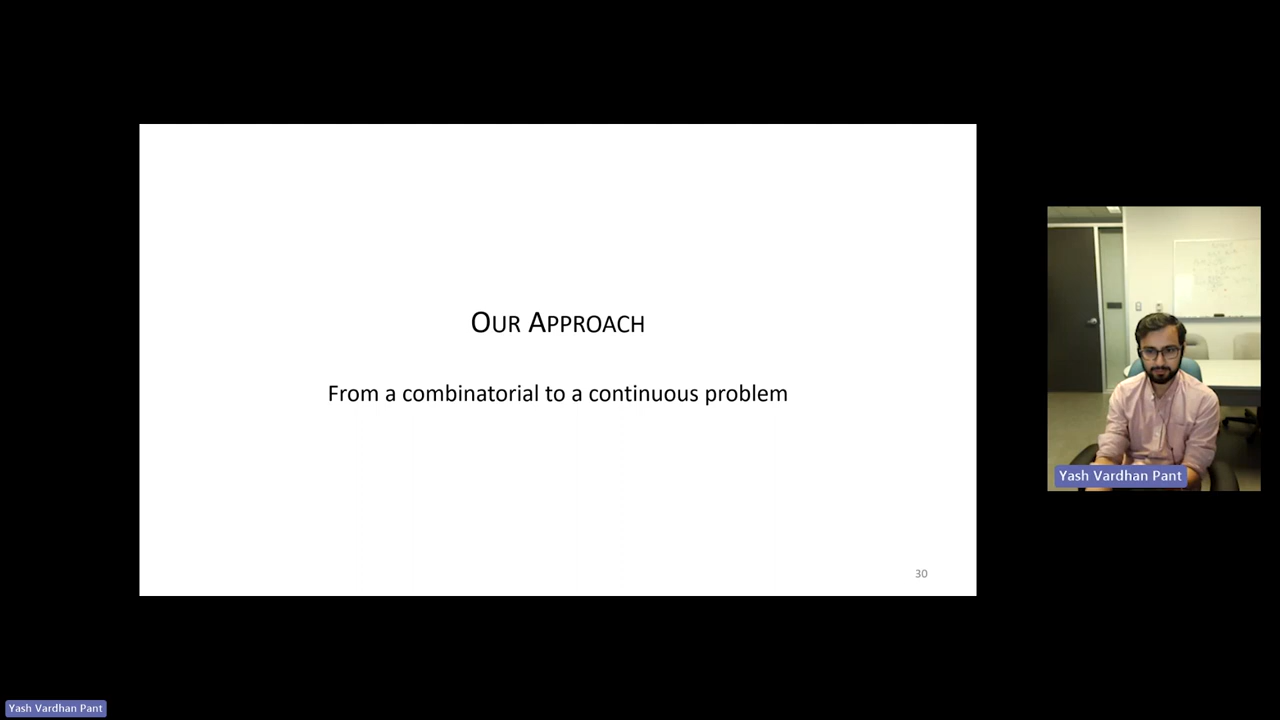 OUR APPROACH
From a combinatorial to a continuous problem
30
Yash Vardhan Pant
Yash Vardhan Pant